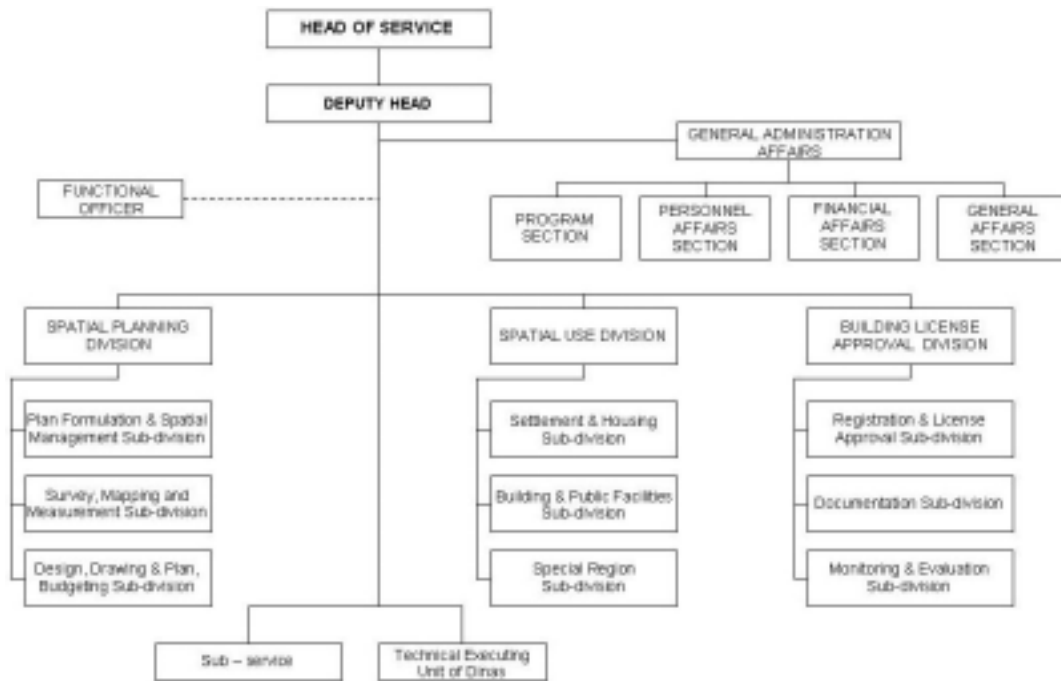 HEAD OF SERVICE
DEPUTY HEAD
GENERAL ADMINISTRATION
AFFAIRS
FUNCTIONAL
OFFICER
PROGRAM
SECTION
PERSONNEL
AFFAIRS
SECTION
FINANCIAL
AFFAIRS
SECTION
GENERAL
AFFAIRS
SECTION
SPATIAL PLANNING
DIVISION
SPATIAL USE DIVISION
BUILDING LICENSE
APPROVAL DIVISION
Plan Formulation & Spatial
Management Sub-division
Settlement & Housing
Sub-division
Registration & License
Approval Sub-division
Survey, Mapping and
Measurement Sub-division
Building & Public Facilities
Sub-division
Documentation Sub-division
Design, Drawing & Plan,
Budgeting Sub-division
Special Region
Sub-division
Monitoring & Evaluation
Sub-division
Sub – service
Technical Executing
Unit of Dinas